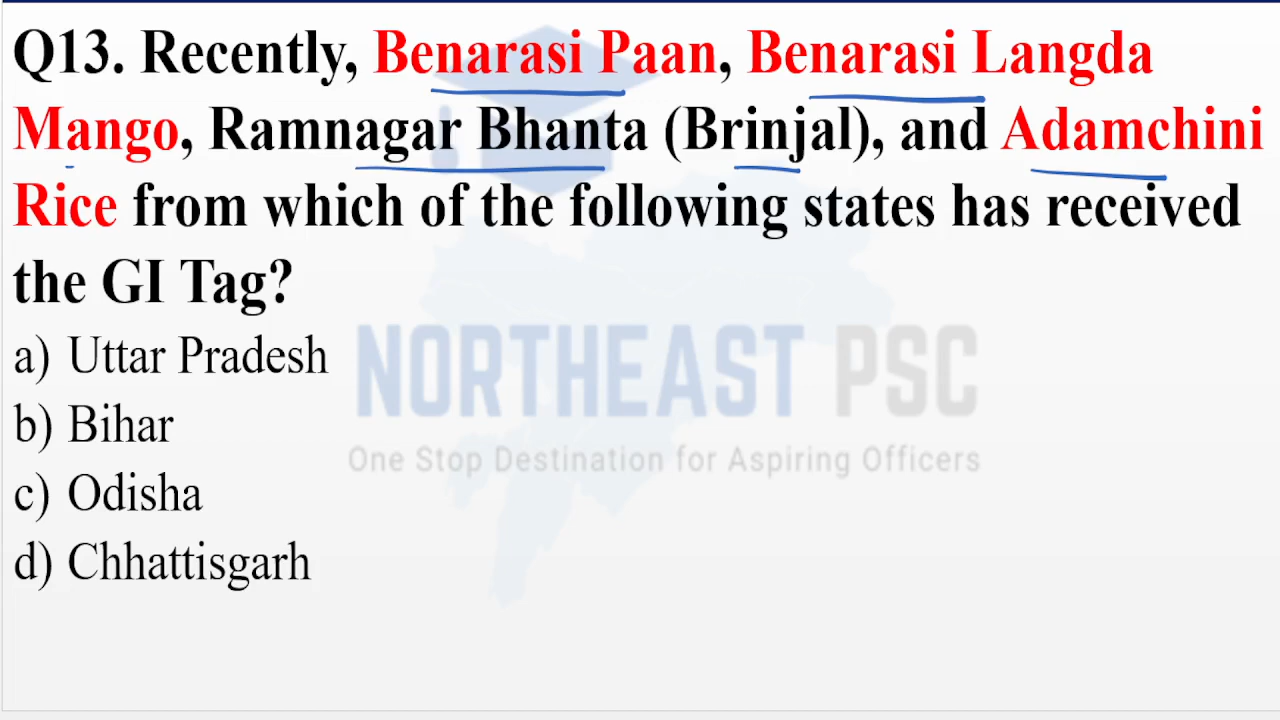 Q13. Recently, Benarasi Paan, Benarasi Langda
Mango, Ramnagar Bhanta (Brinjal), and Adamchini
Rice from which of the following states has received
the GI Tag?
a) Uttar Pradesh
NORTHEAST PSC
b) Bihar
One Stop Destination for Aspiring Officers
c) Odisha
d) Chhattisgarh